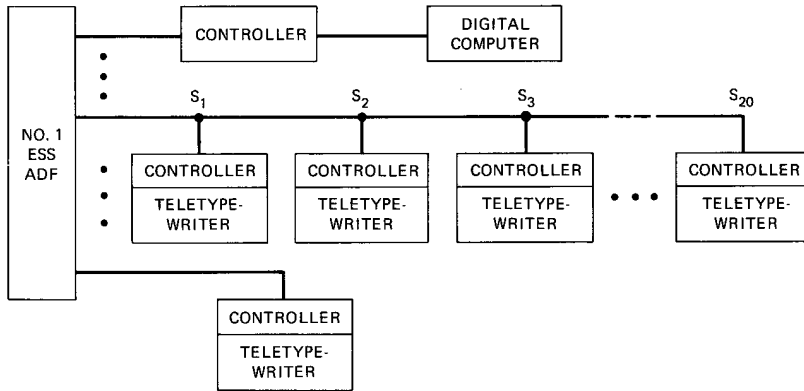 NO. 1
ESS
ADF
CONTROLLER
DIGITAL
COMPUTER
S1
S2
S3
S20
CONTROLLER
TELETYPE-
WRITER
CONTROLLER
TELETYPE-
WRITER
CONTROLLER
TELETYPE-
WRITER
CONTROLLER
TELETYPE-
WRITER
CONTROLLER
TELETYPE-
WRITER